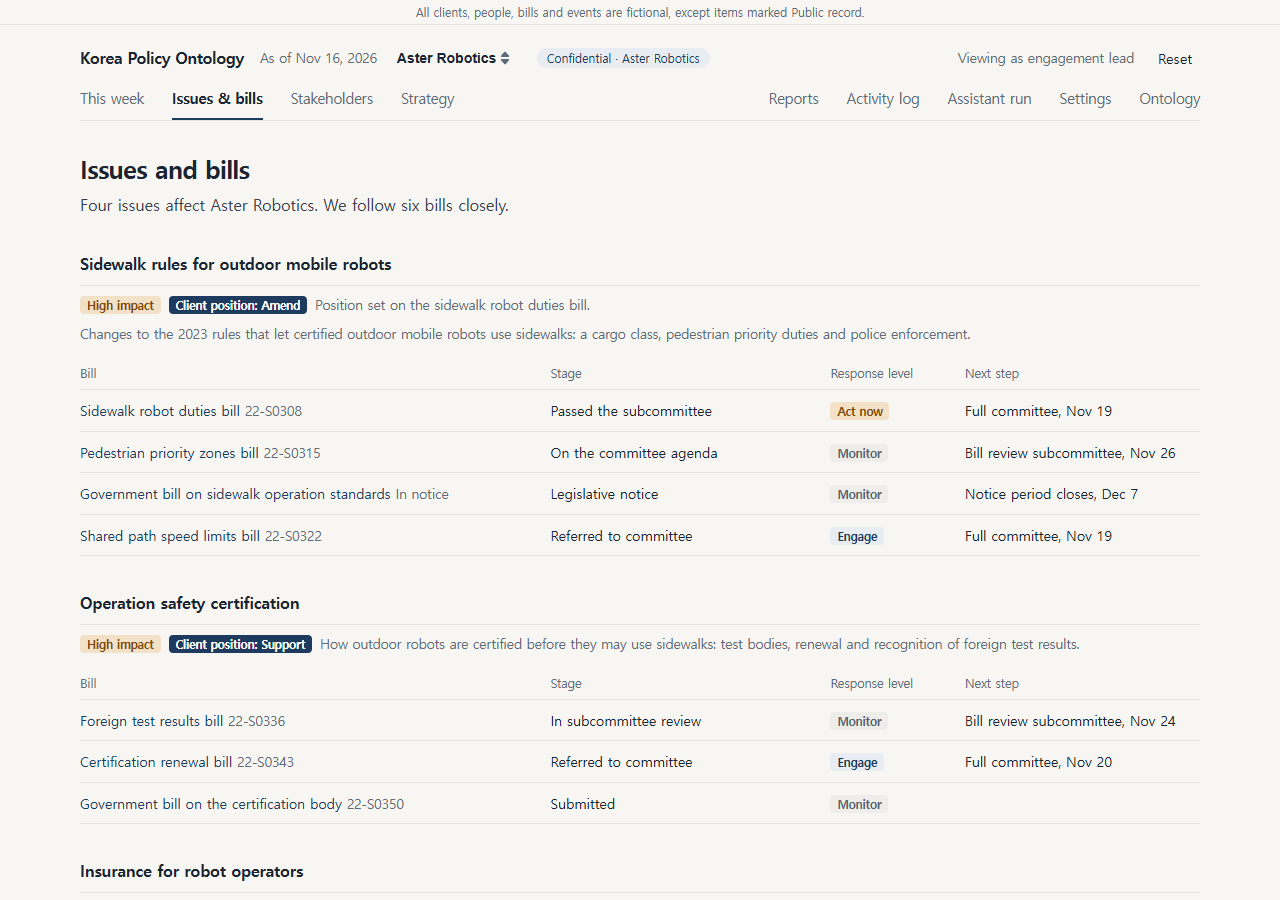 All clients, people, bills and events are fictional, except items marked Public record.
Korea Policy Ontology As of Nov 16, 2026 Aster Robotics Confidential · Aster Robotics Viewing as engagement lead Reset
This week Issues & bills Stakeholders Strategy Reports Activity log Assistant run Settings Ontology
Issues and bills
Four issues affect Aster Robotics. We follow six bills closely.
Sidewalk rules for outdoor mobile robots
High impact Client position: Amend Position set on the sidewalk robot duties bill.
Changes to the 2023 rules that let certified outdoor mobile robots use sidewalks: a cargo class, pedestrian priority duties and police enforcement.
Bill Stage Response level Next step
Sidewalk robot duties bill 22-S0308 Passed the subcommittee Act now Full committee, Nov 19
Pedestrian priority zones bill 22-S0315 On the committee agenda Monitor Bill review subcommittee, Nov 26
Government bill on sidewalk operation standards In notice Legislative notice Monitor Notice period closes, Dec 7
Shared path speed limits bill 22-S0322 Referred to committee Engage Full committee, Nov 19
Operation safety certification
High impact Client position: Support How outdoor robots are certified before they may use sidewalks: test bodies, renewal and recognition of foreign test results.
Bill Stage Response level Next step
Foreign test results bill 22-S0336 In subcommittee review Monitor Bill review subcommittee, Nov 24
Certification renewal bill 22-S0343 Referred to committee Engage Full committee, Nov 20
Government bill on the certification body 22-S0350 Submitted Monitor
Insurance for robot operators